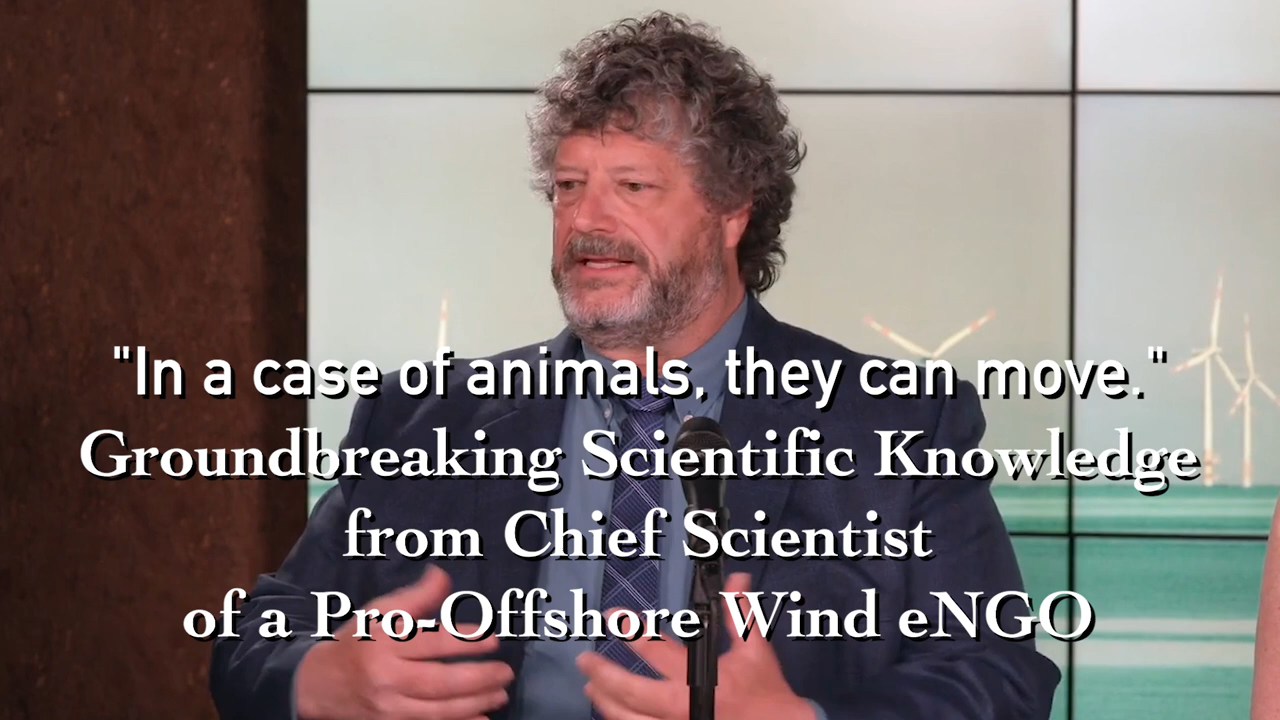 "In a case of animals, they can move."
Groundbreaking Scientific Knowledge
from Chief Scientist
of a Pro-Offshore Wind eNGO